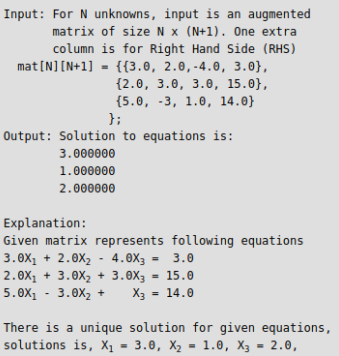 Input: For N unknowns, input is an augmented
matrix of size N x (N+1). One extra
column is for Right Hand Side (RHS)
mat[N][N+1] = {{3.0, 2.0,-4.0, 3.0},
{2.0, 3.0, 3.0, 15.0},
{5.0, -3, 1.0, 14.0}
};
Output: Solution to equations is:
3.000000
1.000000
2.000000
Explanation:
Given matrix represents following equations
3.0X₁ + 2.0X₂ - 4.0X₃ = 3.0
2.0X₁ + 3.0X₂ + 3.0X₃ = 15.0
5.0X₁ - 3.0X₂ + X₃ = 14.0
There is a unique solution for given equations,
solutions is, X₁ = 3.0, X₂ = 1.0, X₃ = 2.0,